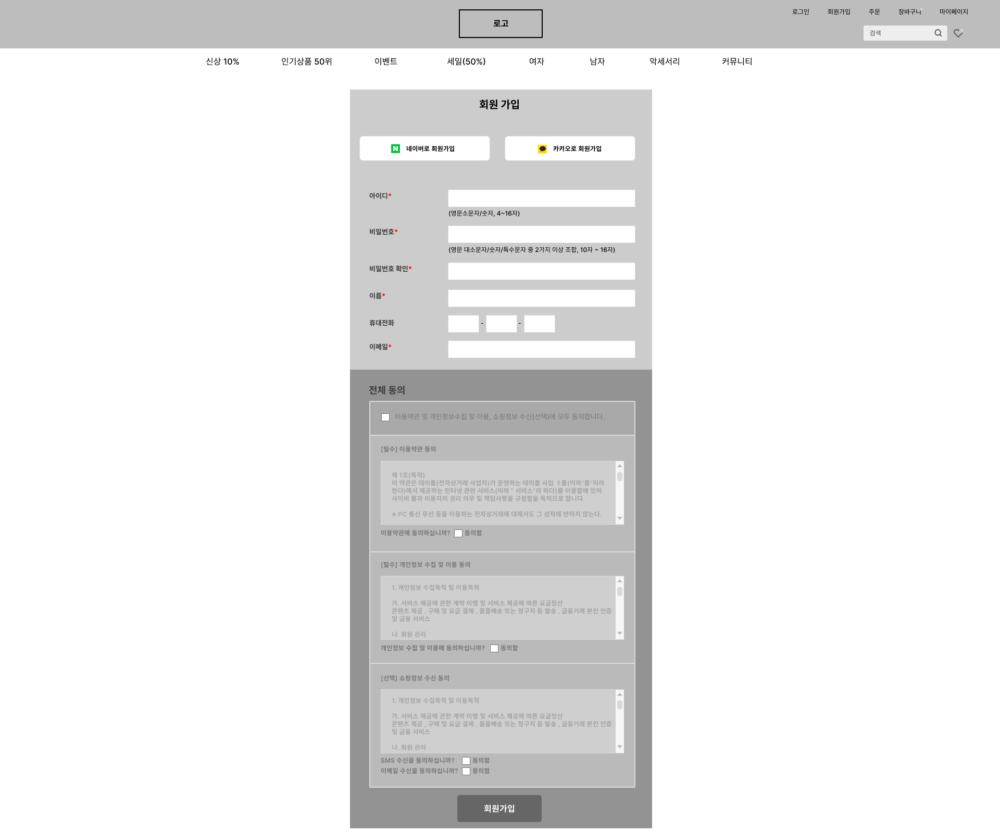 로그인 회원가입 주문 장바구니 마이페이지
로고
검색
신상 10% 인기상품 50위 이벤트 세일(50%) 여자 남자 악세서리 커뮤니티
회원 가입
네이버로 회원가입 카카오로 회원가입
아이디*
(영문소문자/숫자, 4~16자)
비밀번호*
(영문 대소문자/숫자/특수문자 중 2가지 이상 조합, 10자 ~ 16자)
비밀번호 확인*
이름*
휴대전화 - -
이메일*
전체 동의
이용약관 및 개인정보수집 및 이용, 쇼핑정보 수신(선택)에 모두 동의합니다.
[필수] 이용약관 동의
제 1조(목적)
이 약관은 데이폴(전자상거래 사업자)가 운영하는 데이폴 사입 ㅓ몰(이하“몰”이라
한다)에서 제공하는 인터넷 관련 서비스(이하 “ 서비스”라 하다)를 이용함에 있어
사이버 몰과 이용자의 권리 의무 및 책임사항을 규정함을 목적으로 합니다.
※ PC 통신 무선 등을 이용하는 전자상거래에 대해서도 그 성적에 반하지 않는다.
이용약관에 동의하십니까? 동의함
[필수] 개인정보 수집 및 이용 동의
1. 개인정보 수집목적 및 이용목적
가. 서비스 제공에 관한 계약 이행 및 서비스 제공에 따른 요금정산
콘텐츠 제공 , 구매 및 요금 결제 , 물품배송 또는 청구지 등 발송 , 금융거래 본인 인증
및 금융 서비스
나. 회원 관리
개인정보 수집 및 이용에 동의하십니까? 동의함
[선택] 쇼핑정보 수신 동의
1. 개인정보 수집목적 및 이용목적
가. 서비스 제공에 관한 계약 이행 및 서비스 제공에 따른 요금정산
콘텐츠 제공 , 구매 및 요금 결제 , 물품배송 또는 청구지 등 발송 , 금융거래 본인 인증
및 금융 서비스
나. 회원 관리
SMS 수신을 동의하십니까? 동의함
이메일 수신을 동의하십니까? 동의함
회원가입